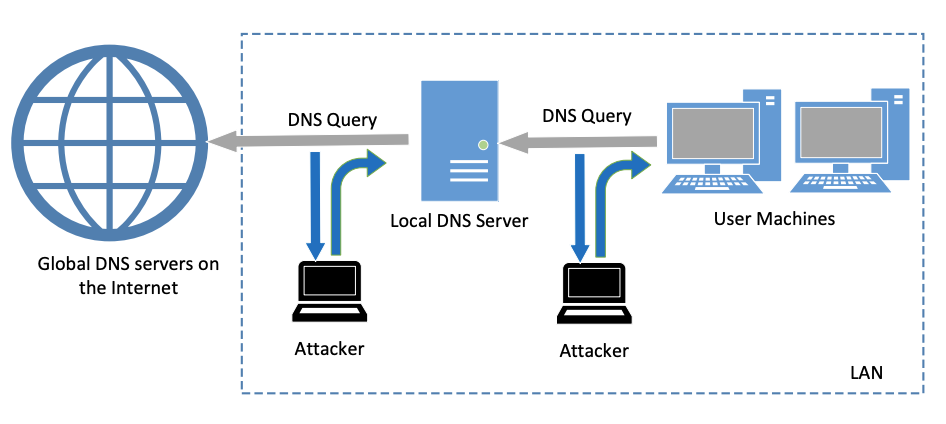 DNS Query
DNS Query
Local DNS Server
User Machines
Global DNS servers on
the Internet
Attacker
Attacker
LAN